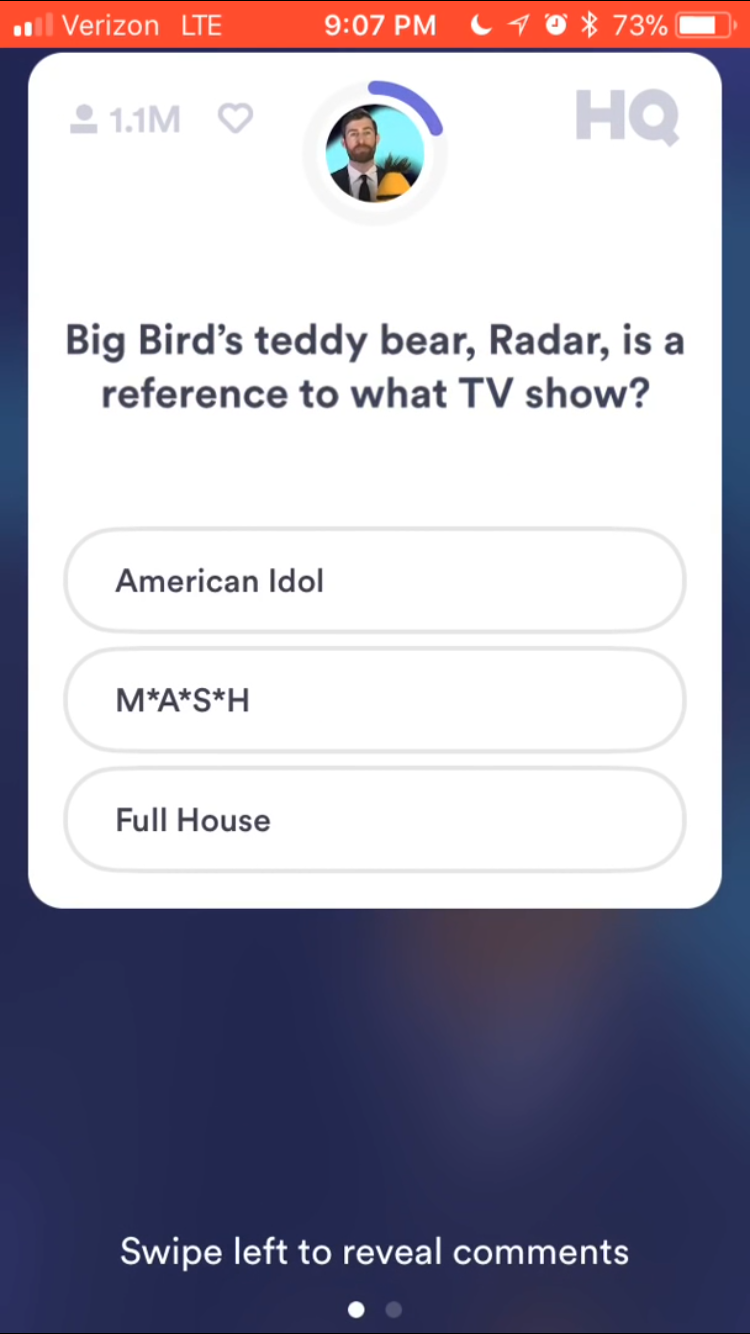 Verizon LTE 9:07 PM 73%
1.1M HQ
Big Bird’s teddy bear, Radar, is a
reference to what TV show?
American Idol
M*A*S*H
Full House
Swipe left to reveal comments